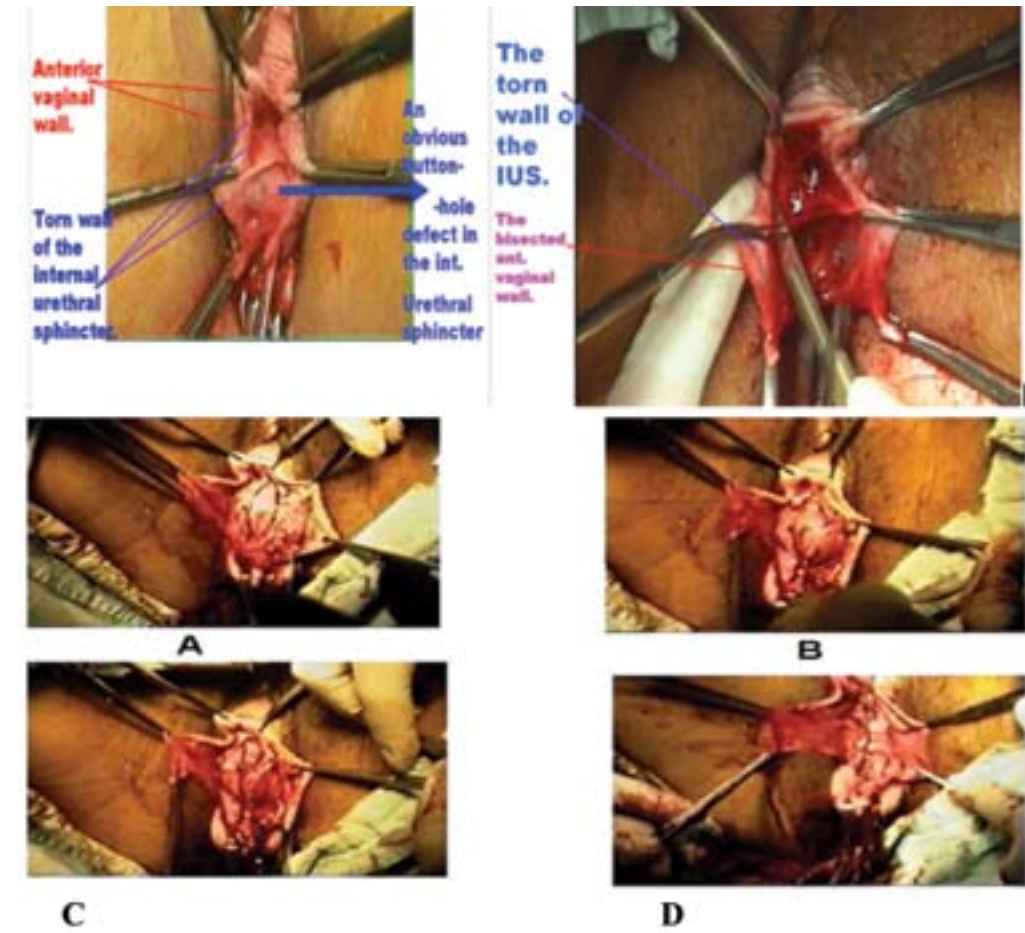 Anterior
vaginal
wall.
Torn wall
of the
internal
urethral
sphincter.
An
obvious
button-
-hole
defect in
the int.
Urethral
sphincter
The
torn
wall of
the
IUS.
The
bisected
ant.
vaginal
wall.
A
B
C
D